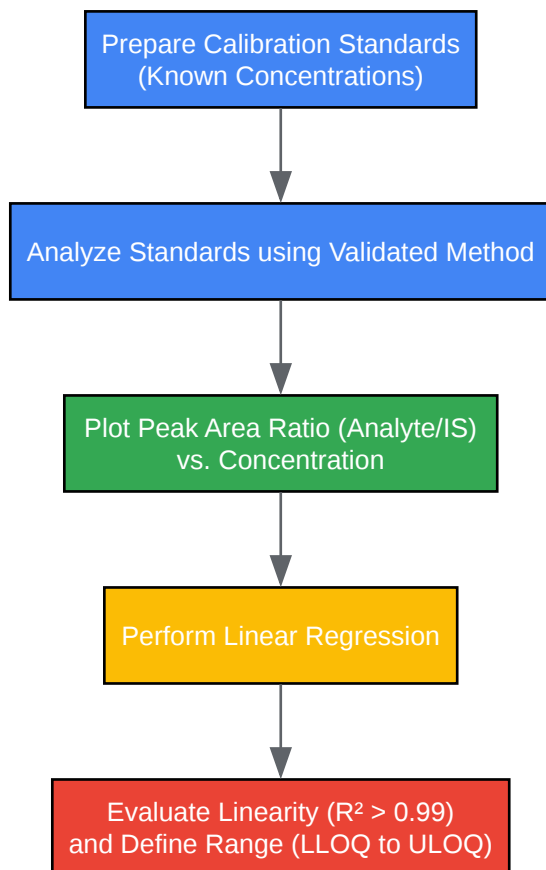 Prepare Calibration Standards
(Known Concentrations)
Analyze Standards using Validated Method
Plot Peak Area Ratio (Analyte/IS)
vs. Concentration
Perform Linear Regression
Evaluate Linearity (R² > 0.99)
and Define Range (LLOQ to ULOQ)